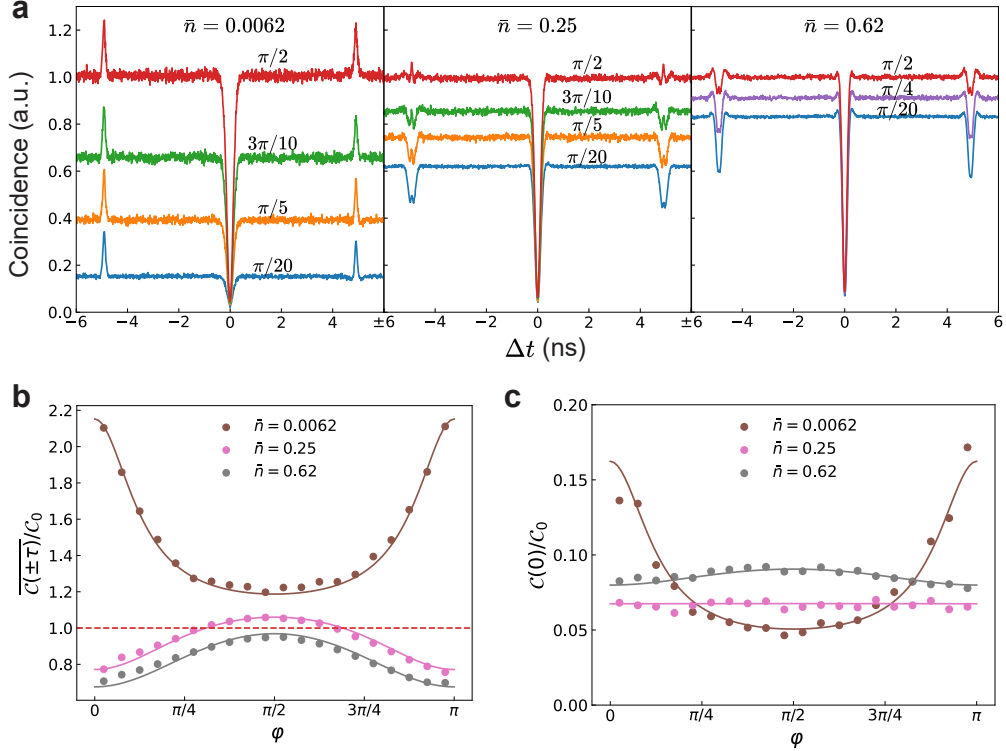 a
n̄ = 0.0062
n̄ = 0.25
n̄ = 0.62
Coincidence (a.u.)
1.2
1.0
0.8
0.6
0.4
0.2
0.0
π/2
3π/10
π/5
π/20
π/2
3π/10
π/5
π/20
π/2
π/4
π/20
−6 −4 −2 0 2 4 ±6 −4 −2 0 2 4 ±6 −4 −2 0 2 4 6
Δt (ns)
b
C(±τ)/C₀
2.2
2.0
1.8
1.6
1.4
1.2
1.0
0.8
n̄ = 0.0062
n̄ = 0.25
n̄ = 0.62
0 π/4 π/2 3π/4 π
φ
c
C(0)/C₀
0.20
0.15
0.10
0.05
0.00
n̄ = 0.0062
n̄ = 0.25
n̄ = 0.62
0 π/4 π/2 3π/4 π
φ